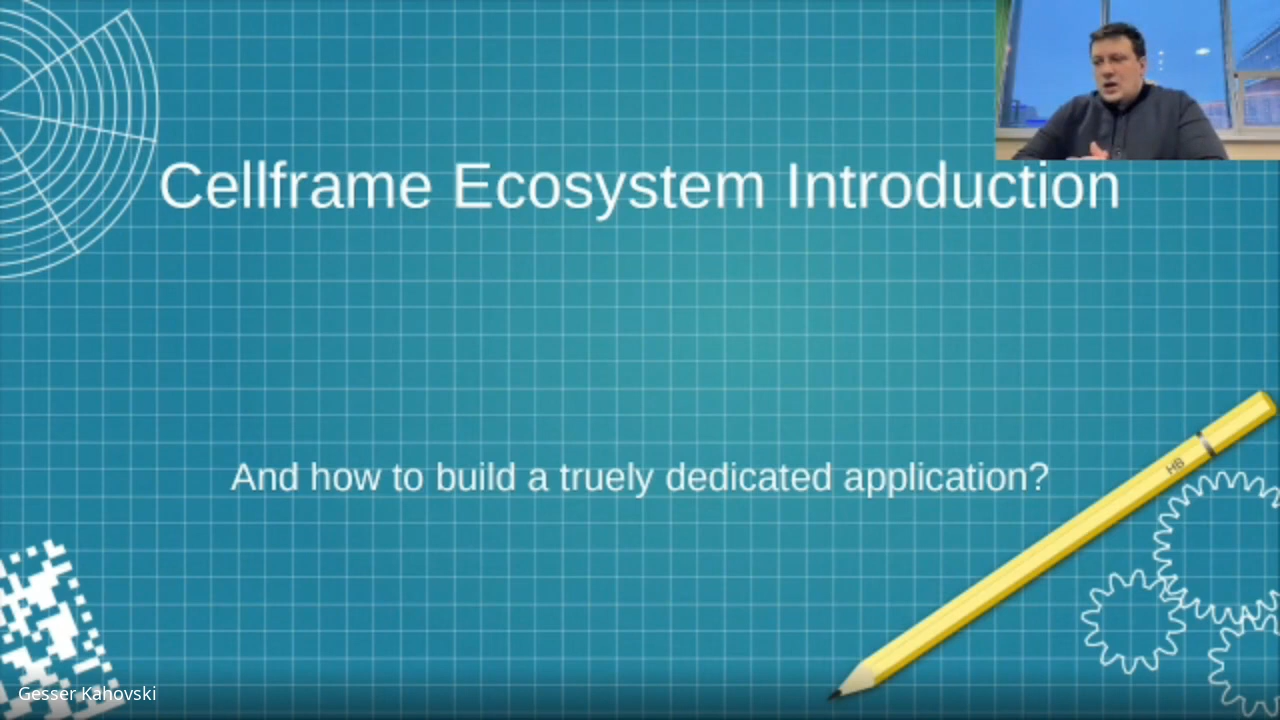 Cellframe Ecosystem Introduction
And how to build a truely dedicated application?
HB
Gesser Kahovski